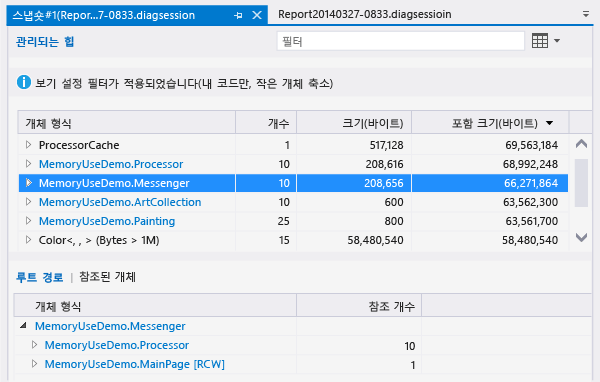 스냅숏#1(Repor...7-0833.diagsession Report20140327-0833.diagsessioin
관리되는 힙 필터
보기 설정 필터가 적용되었습니다(내 코드만, 작은 개체 축소)
개체 형식 개수 크기(바이트) 포함 크기(바이트)
ProcessorCache 1 517,128 69,563,184
MemoryUseDemo.Processor 10 208,616 68,992,248
MemoryUseDemo.Messenger 10 208,656 66,271,864
MemoryUseDemo.ArtCollection 10 600 63,562,300
MemoryUseDemo.Painting 25 800 63,561,700
Color<, , > (Bytes > 1M) 15 58,480,540 58,480,540
루트 경로 | 참조된 개체
개체 형식 참조 개수
MemoryUseDemo.Messenger
MemoryUseDemo.Processor 10
MemoryUseDemo.MainPage [RCW] 1